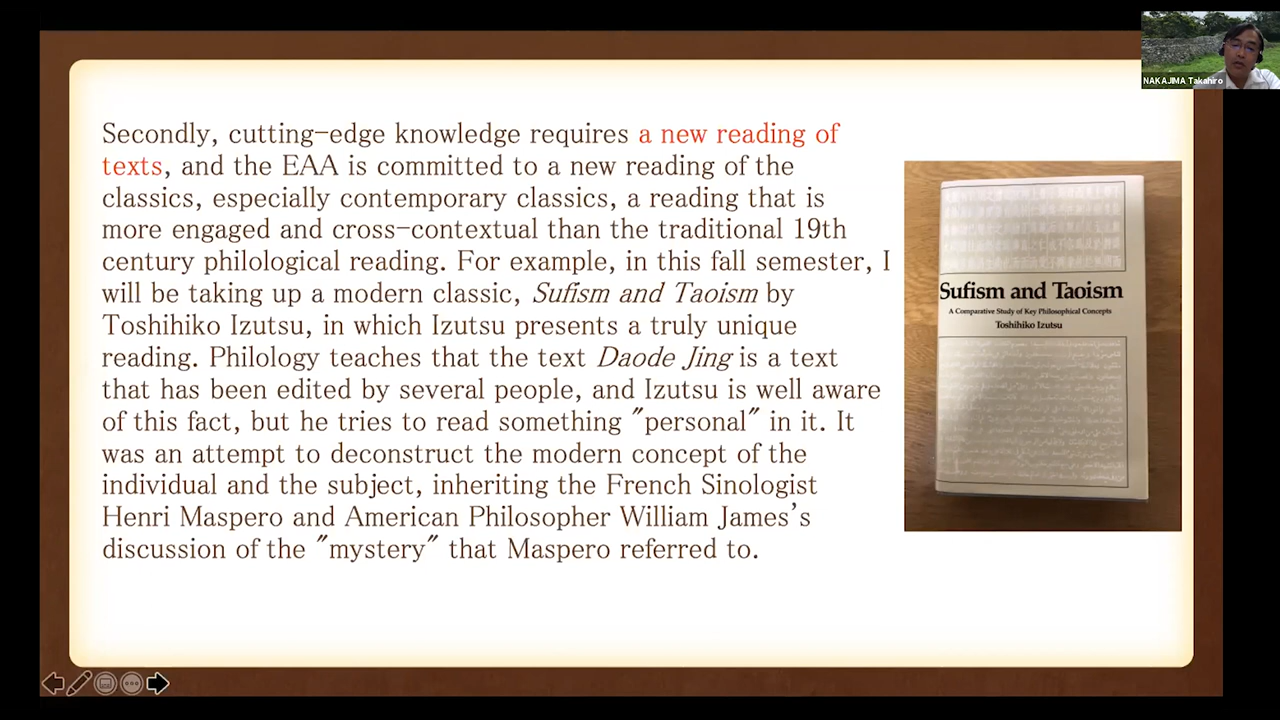 NAKAJIMA Takahiro
Secondly, cutting-edge knowledge requires a new reading of
texts, and the EAA is committed to a new reading of the
classics, especially contemporary classics, a reading that is
more engaged and cross-contextual than the traditional 19th
century philological reading. For example, in this fall semester, I
will be taking up a modern classic, Sufism and Taoism by
Toshihiko Izutsu, in which Izutsu presents a truly unique
reading. Philology teaches that the text Daode Jing is a text
that has been edited by several people, and Izutsu is well aware
of this fact, but he tries to read something "personal" in it. It
was an attempt to deconstruct the modern concept of the
individual and the subject, inheriting the French Sinologist
Henri Maspero and American Philosopher William James's
discussion of the "mystery" that Maspero referred to.
Sufism and Taoism
A Comparative Study of Key Philosophical Concepts
Toshihiko Izutsu